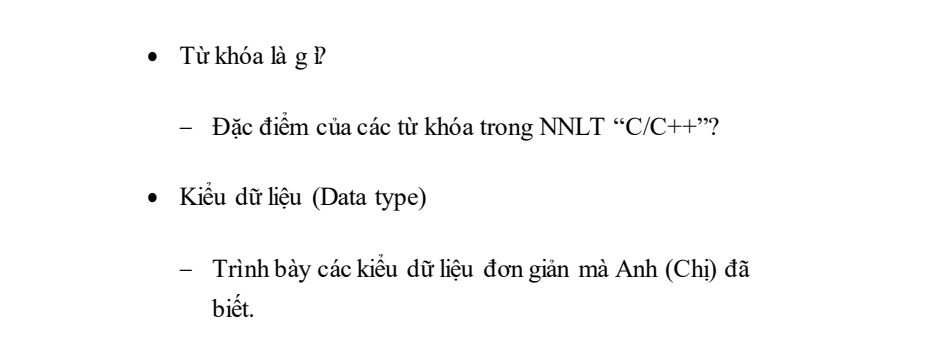 • Từ khóa là g ì?
– Đặc điểm của các từ khóa trong NNLT “C/C++”?
• Kiểu dữ liệu (Data type)
– Trình bày các kiểu dữ liệu đơn giản mà Anh (Chị) đã
biết.